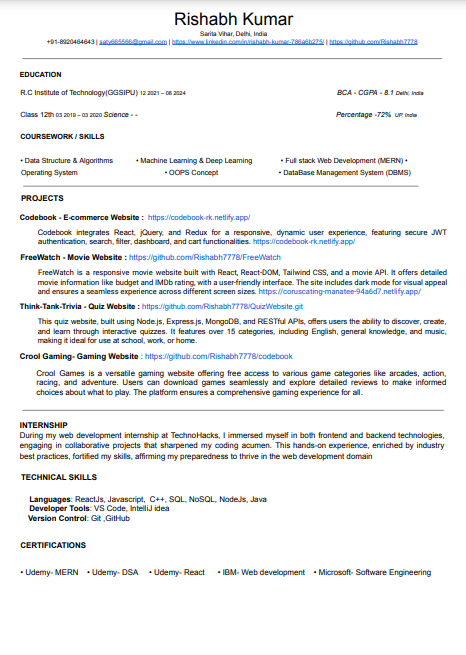 Rishabh Kumar
Sarita Vihar, Delhi, India
+91-8920464643 | saty665566@gmail.com | https://www.linkedin.com/in/rishabh-kumar-786a6b275/ | https://github.com/Rishabh7778
EDUCATION
R.C Institute of Technology(GGSIPU) 12 2021 – 08 2024 BCA - CGPA - 8.1 Delhi, India
Class 12th 03 2019 – 03 2020 Science - - Percentage -72% UP, India
COURSEWORK / SKILLS
• Data Structure & Algorithms • Machine Learning & Deep Learning • Full stack Web Development (MERN) •
Operating System • OOPS Concept • DataBase Management System (DBMS)
PROJECTS
Codebook - E-commerce Website : https://codebook-rk.netlify.app/
Codebook integrates React, jQuery, and Redux for a responsive, dynamic user experience, featuring secure JWT
authentication, search, filter, dashboard, and cart functionalities. https://codebook-rk.netlify.app/
FreeWatch - Movie Website : https://github.com/Rishabh7778/FreeWatch
FreeWatch is a responsive movie website built with React, React-DOM, Tailwind CSS, and a movie API. It offers detailed
movie information like budget and IMDb rating, with a user-friendly interface. The site includes dark mode for visual appeal
and ensures a seamless experience across different screen sizes. https://coruscating-manatee-94a6d7.netlify.app/
Think-Tank-Trivia - Quiz Website : https://github.com/Rishabh7778/QuizWebsite.git
This quiz website, built using Node.js, Express.js, MongoDB, and RESTful APIs, offers users the ability to discover, create,
and learn through interactive quizzes. It features over 15 categories, including English, general knowledge, and music,
making it ideal for use at school, work, or home.
Crool Gaming- Gaming Website : https://github.com/Rishabh7778/codebook
Crool Games is a versatile gaming website offering free access to various game categories like arcades, action,
racing, and adventure. Users can download games seamlessly and explore detailed reviews to make informed
choices about what to play. The platform ensures a comprehensive gaming experience for all.
INTERNSHIP
During my web development internship at TechnoHacks, I immersed myself in both frontend and backend technologies,
engaging in collaborative projects that sharpened my coding acumen. This hands-on experience, enriched by industry
best practices, fortified my skills, affirming my preparedness to thrive in the web development domain
TECHNICAL SKILLS
Languages: ReactJs, Javascript, C++, SQL, NoSQL, NodeJs, Java
Developer Tools: VS Code, IntelliJ idea
Version Control: Git ,GitHub
CERTIFICATIONS
• Udemy- MERN • Udemy- DSA • Udemy- React • IBM- Web development • Microsoft- Software Engineering